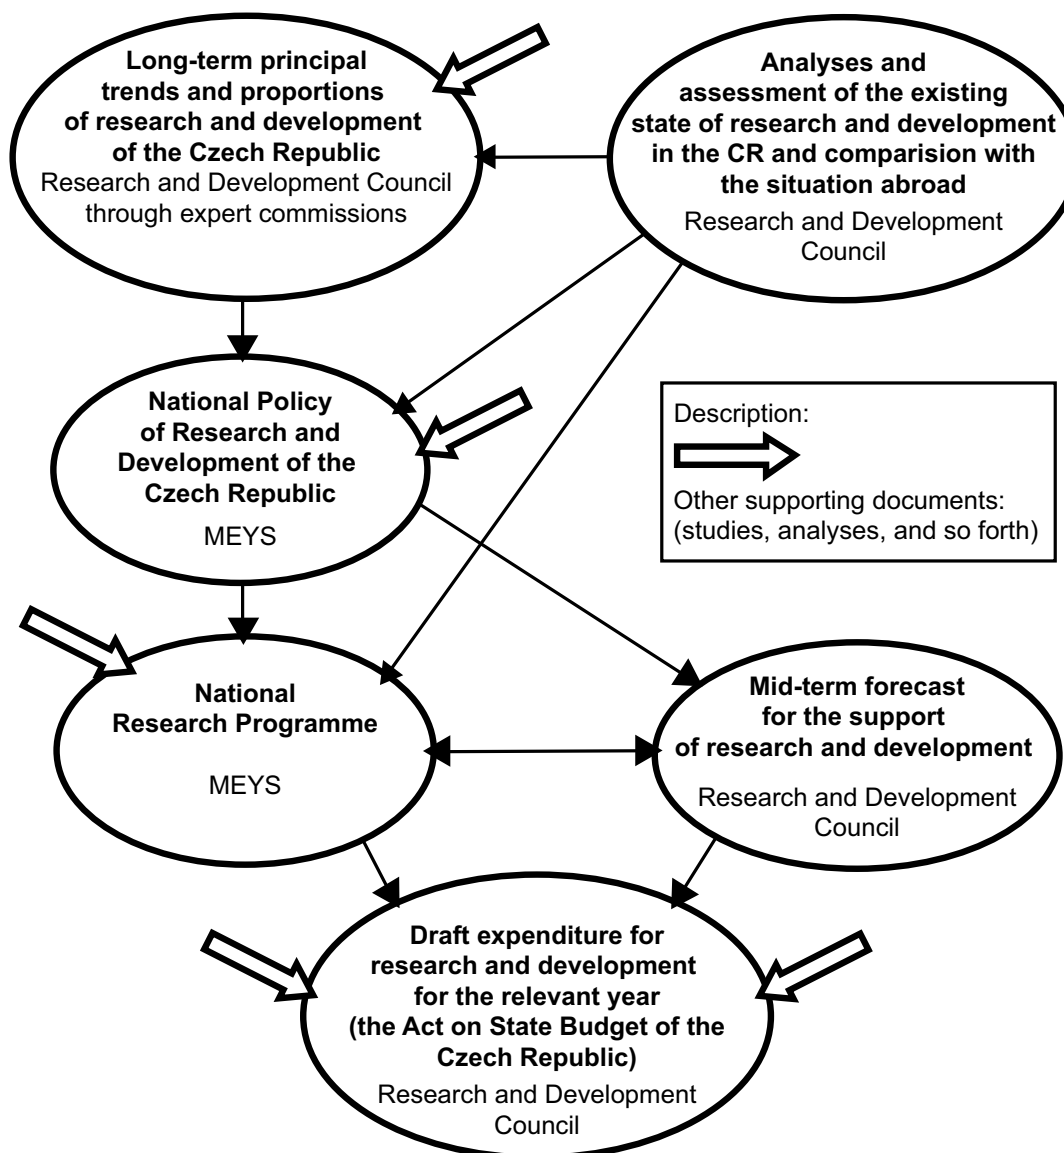 Long-term principal
trends and proportions
of research and development
of the Czech Republic
Research and Development Council
through expert commissions
Analyses and
assessment of the existing
state of research and development
in the CR and comparision with
the situation abroad
Research and Development
Council
National Policy
of Research and
Development of the
Czech Republic
MEYS
Description:
Other supporting documents:
(studies, analyses, and so forth)
National
Research Programme
MEYS
Mid-term forecast
for the support
of research and development
Research and Development
Council
Draft expenditure for
research and development
for the relevant year
(the Act on State Budget of the
Czech Republic)
Research and Development
Council